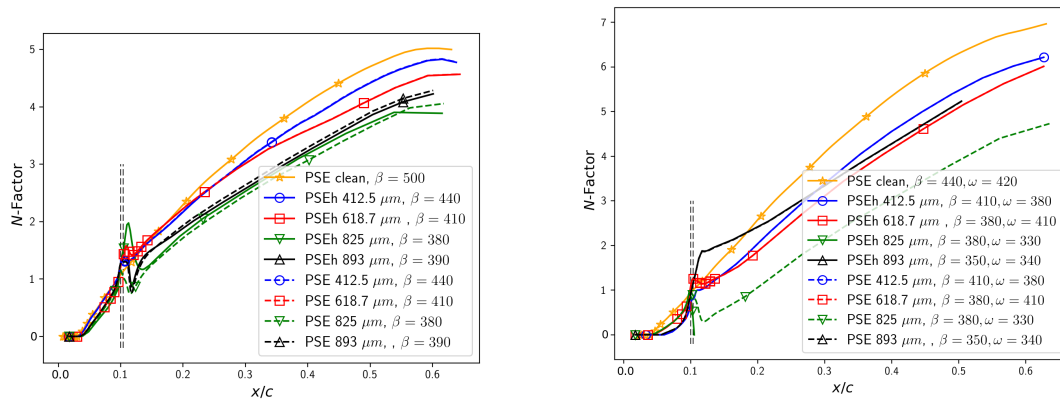 N-Factor
5
4
3
2
1
0
0.0 0.1 0.2 0.3 0.4 0.5 0.6
x/c
PSE clean, β = 500
PSEh 412.5 μm, β = 440
PSEh 618.7 μm , β = 410
PSEh 825 μm, β = 380
PSEh 893 μm, β = 390
PSE 412.5 μm, β = 440
PSE 618.7 μm, β = 410
PSE 825 μm, β = 380
PSE 893 μm, , β = 390
N-Factor
7
6
5
4
3
2
1
0
0.0 0.1 0.2 0.3 0.4 0.5 0.6
x/c
PSE clean, β = 440, ω = 420
PSEh 412.5 μm, β = 410, ω = 380
PSEh 618.7 μm , β = 380, ω = 410
PSEh 825 μm, β = 380, ω = 330
PSEh 893 μm, β = 350, ω = 340
PSE 412.5 μm, β = 410, ω = 380
PSE 618.7 μm, β = 380, ω = 410
PSE 825 μm, β = 380, ω = 330
PSE 893 μm, , β = 350, ω = 340